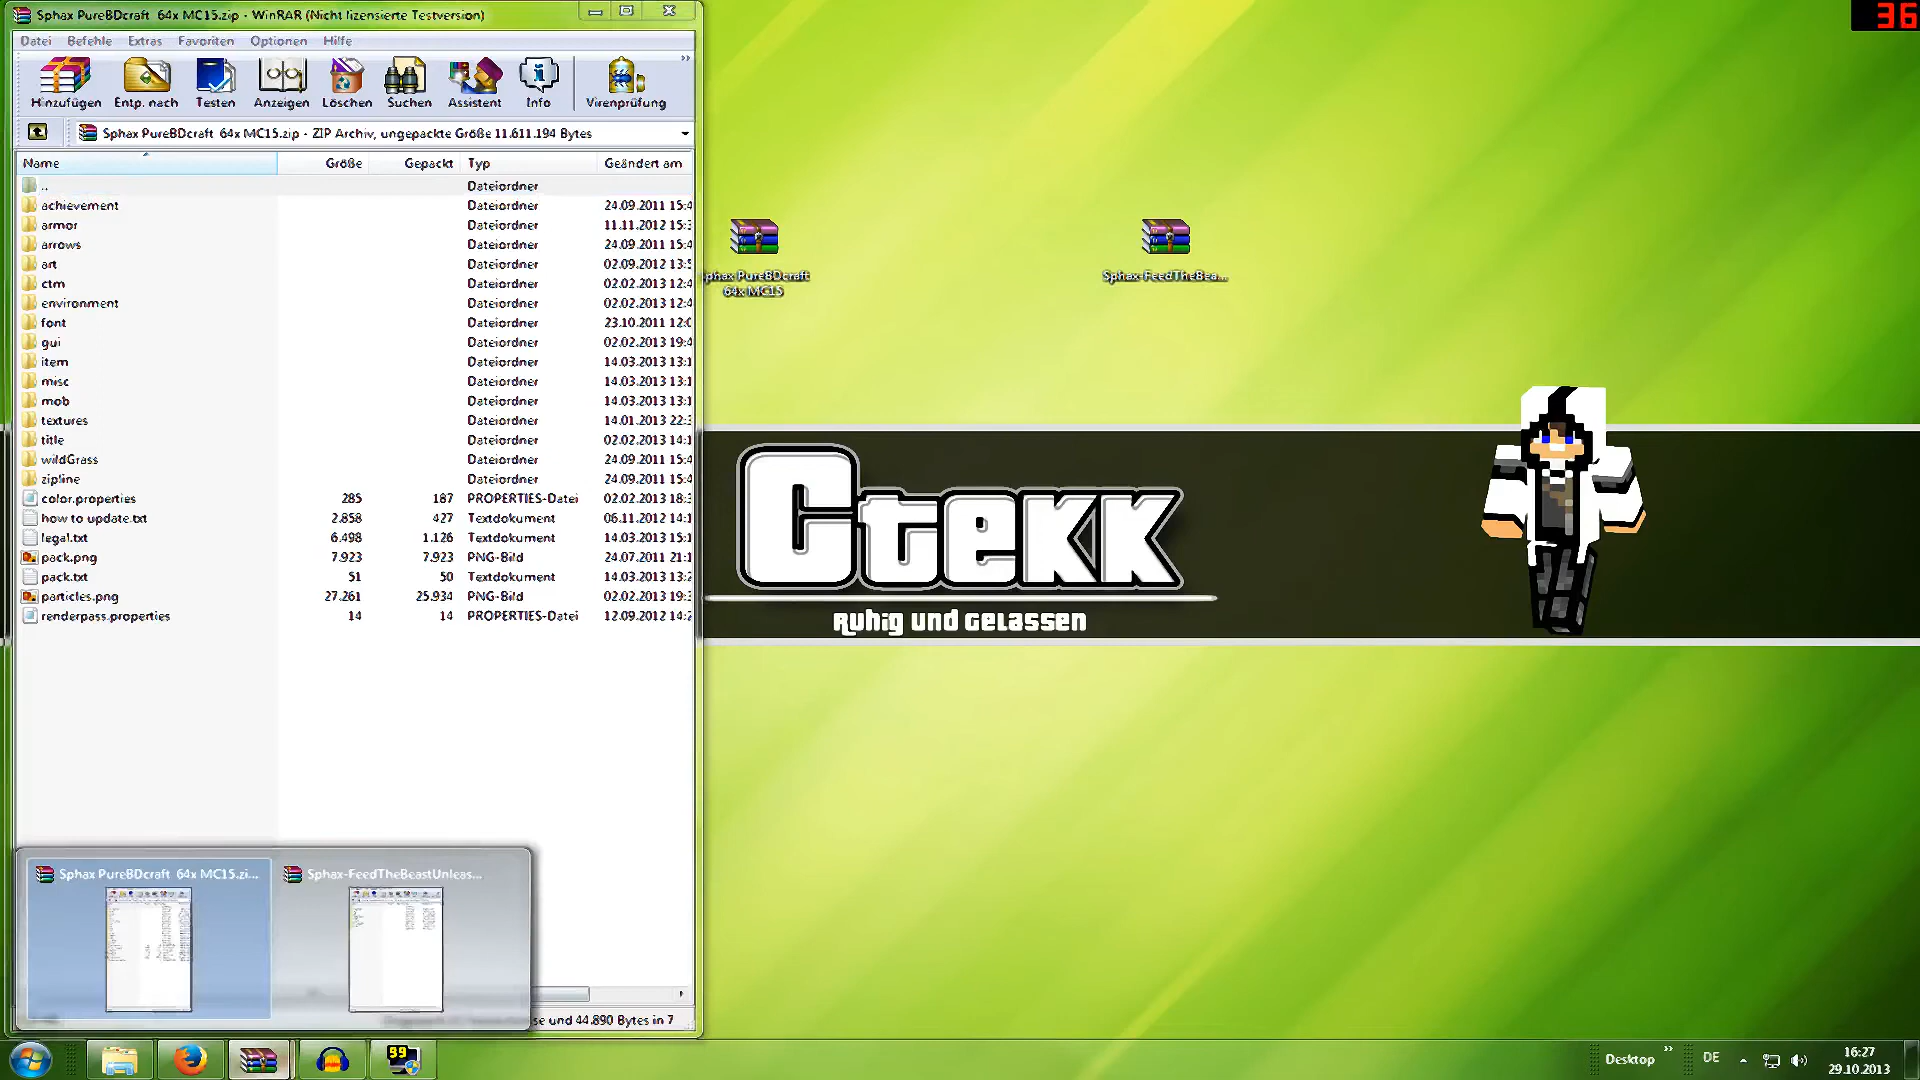 Sphax PureBDcraft 64x MC15.zip - WinRAR (Nicht lizensierte Testversion)
36
Datei Befehle Extras Favoriten Optionen Hilfe
Hinzufügen Entp. nach Testen Anzeigen Löschen Suchen Assistent Info Virenprüfung
Sphax PureBDcraft 64x MC15.zip - ZIP Archiv, ungepackte Größe 11.611.194 Bytes
Name Größe Gepackt Typ Geändert am
.. Dateiordner
achievement Dateiordner 24.09.2011 15:4
armor Dateiordner 11.11.2012 15:3
arrows Dateiordner 24.09.2011 15:4
art Dateiordner 02.09.2012 13:5
ctm Dateiordner 02.02.2013 12:4
environment Dateiordner 02.02.2013 12:4
font Dateiordner 23.10.2011 12:0
gui Dateiordner 02.02.2013 19:4
item Dateiordner 14.03.2013 13:1
misc Dateiordner 14.03.2013 13:1
mob Dateiordner 14.03.2013 13:1
textures Dateiordner 14.01.2013 22:3
title Dateiordner 02.02.2013 14:1
wildGrass Dateiordner 24.09.2011 15:4
zipline Dateiordner 24.09.2011 15:4
color.properties 285 187 PROPERTIES-Datei 02.02.2013 18:3
how to update.txt 2.858 427 Textdokument 06.11.2012 14:1
legal.txt 6.498 1.126 Textdokument 14.03.2013 15:1
pack.png 7.923 7.923 PNG-Bild 24.07.2011 21:1
pack.txt 51 50 Textdokument 14.03.2013 13:2
particles.png 27.261 25.934 PNG-Bild 02.02.2013 19:3
renderpass.properties 14 14 PROPERTIES-Datei 12.09.2012 14:2
Sphax PureBDcraft
64x MC15
Sphax-FeedTheBea...
Ctekk
Ruhig und Gelassen
Sphax PureBDcraft 64x MC15.zi... Sphax-FeedTheBeastUnleas...
se und 44.890 Bytes in 7
99
Desktop » DE
16:27
29.10.2013